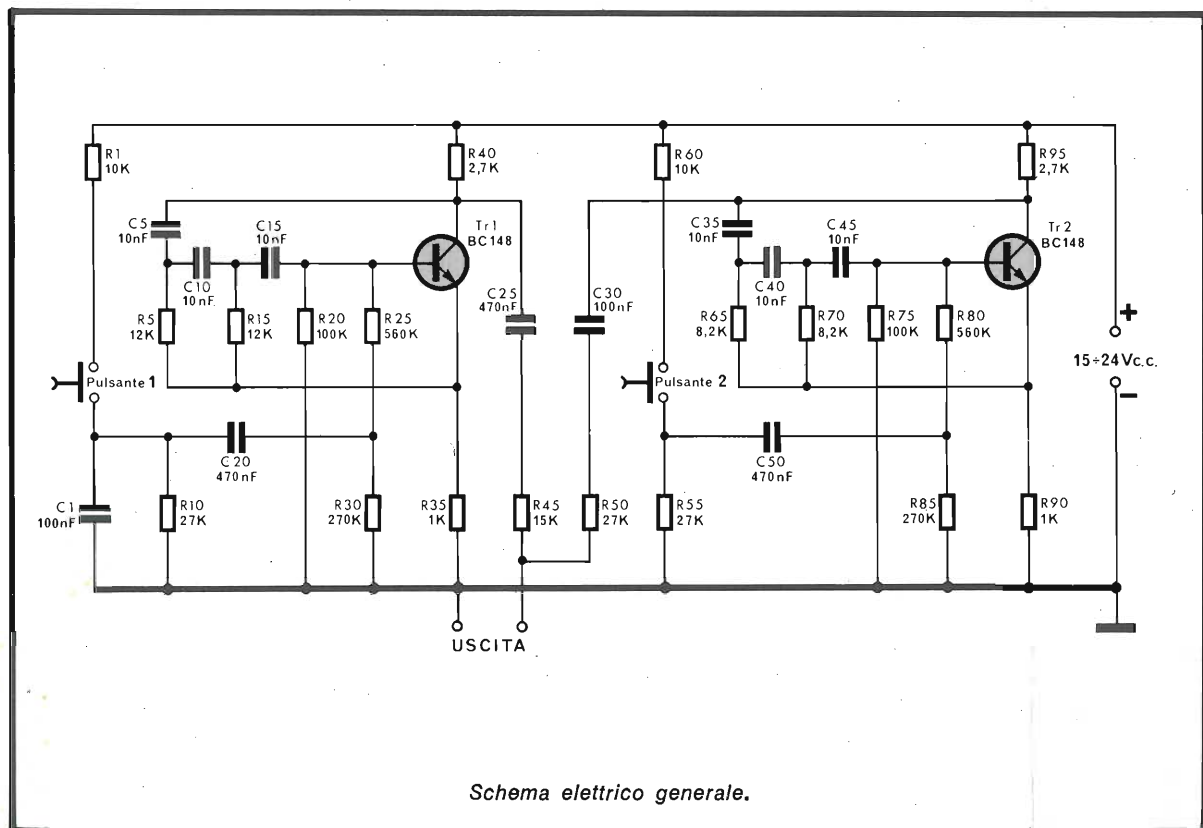 R1
10K
R40
2,7K
R60
10K
R95
2,7K
C5
10nF
C15
10nF
Tr1
BC148
C35
10nF
C45
10nF
Tr2
BC148
C10
10nF
C25
470nF
C30
100nF
C40
10nF
R5
12K
R15
12K
R20
100K
R25
560K
R65
8,2K
R70
8,2K
R75
100K
R80
560K
+
15÷24Vc.c.
−
Pulsante 1
Pulsante 2
C20
470nF
C50
470nF
C1
100nF
R10
27K
R30
270K
R35
1K
R45
15K
R50
27K
R55
27K
R85
270K
R90
1K
USCITA
Schema elettrico generale.